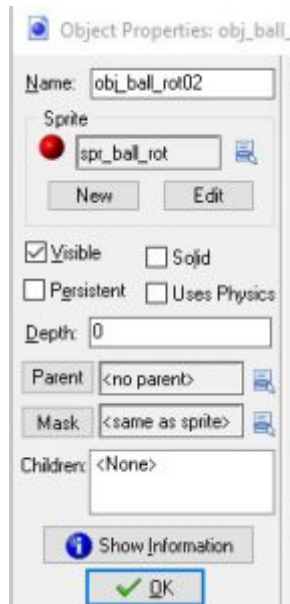 Object Properties: obj_ball_
Name: obj_ball_rot02
Sprite
spr_ball_rot
New Edit
Visible Solid
Persistent Uses Physics
Depth: 0
Parent <no parent>
Mask <same as sprite>
Children: <None>
Show Information
OK